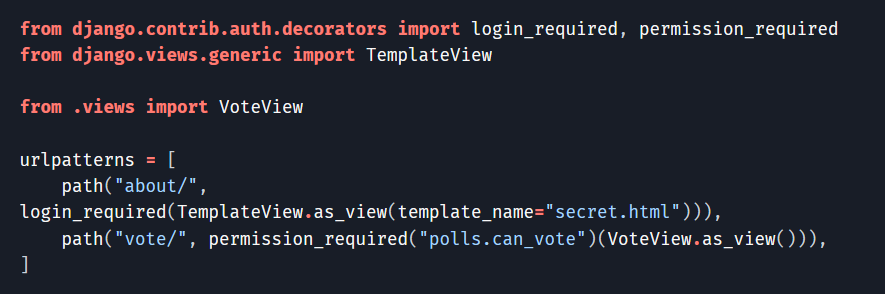 from django.contrib.auth.decorators import login_required, permission_required
from django.views.generic import TemplateView

from .views import VoteView

urlpatterns = [
    path("about/",
login_required(TemplateView.as_view(template_name="secret.html"))),
    path("vote/", permission_required("polls.can_vote")(VoteView.as_view())),
]